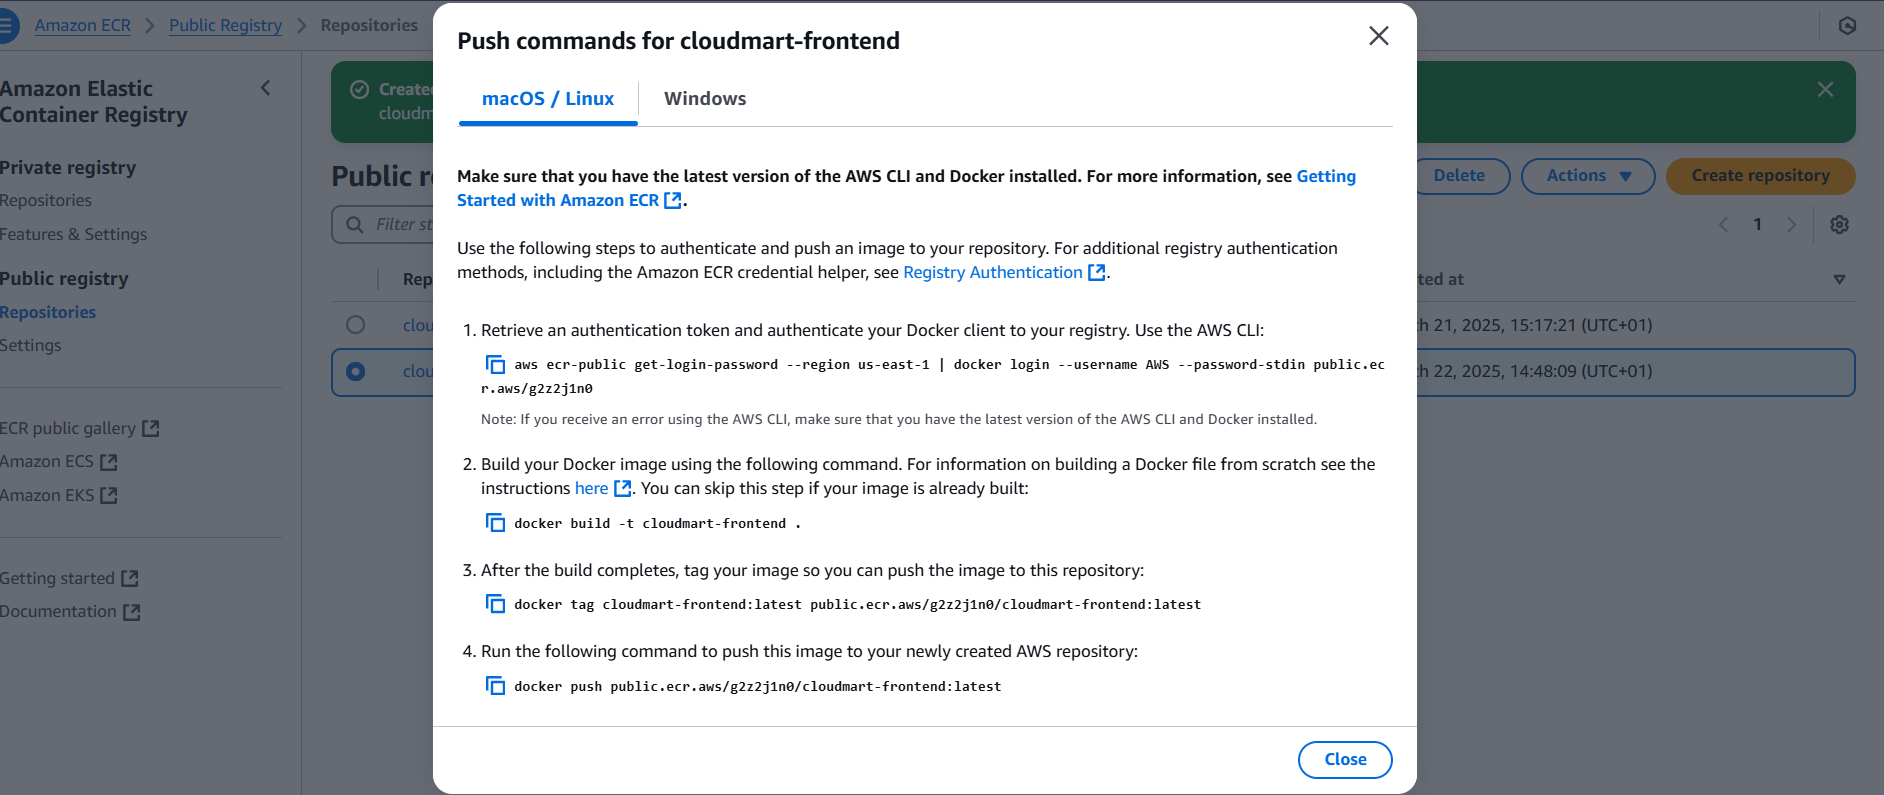 Amazon ECR > Public Registry > Repositories
Amazon Elastic
Container Registry
Private registry
Repositories
Features & Settings
Public registry
Repositories
Settings
ECR public gallery
Amazon ECS
Amazon EKS
Getting started
Documentation
Public
Delete
Actions
Create repository
Filter
1
March 21, 2025, 15:17:21 (UTC+01)
March 22, 2025, 14:48:09 (UTC+01)
Push commands for cloudmart-frontend
macOS / Linux
Windows
Make sure that you have the latest version of the AWS CLI and Docker installed. For more information, see Getting
Started with Amazon ECR.
Use the following steps to authenticate and push an image to your repository. For additional registry authentication
methods, including the Amazon ECR credential helper, see Registry Authentication.
1. Retrieve an authentication token and authenticate your Docker client to your registry. Use the AWS CLI:
aws ecr-public get-login-password --region us-east-1 | docker login --username AWS --password-stdin public.ec
r.aws/g2z2j1n0
Note: If you receive an error using the AWS CLI, make sure that you have the latest version of the AWS CLI and Docker installed.
2. Build your Docker image using the following command. For information on building a Docker file from scratch see the
instructions here. You can skip this step if your image is already built:
docker build -t cloudmart-frontend .
3. After the build completes, tag your image so you can push the image to this repository:
docker tag cloudmart-frontend:latest public.ecr.aws/g2z2j1n0/cloudmart-frontend:latest
4. Run the following command to push this image to your newly created AWS repository:
docker push public.ecr.aws/g2z2j1n0/cloudmart-frontend:latest
Close